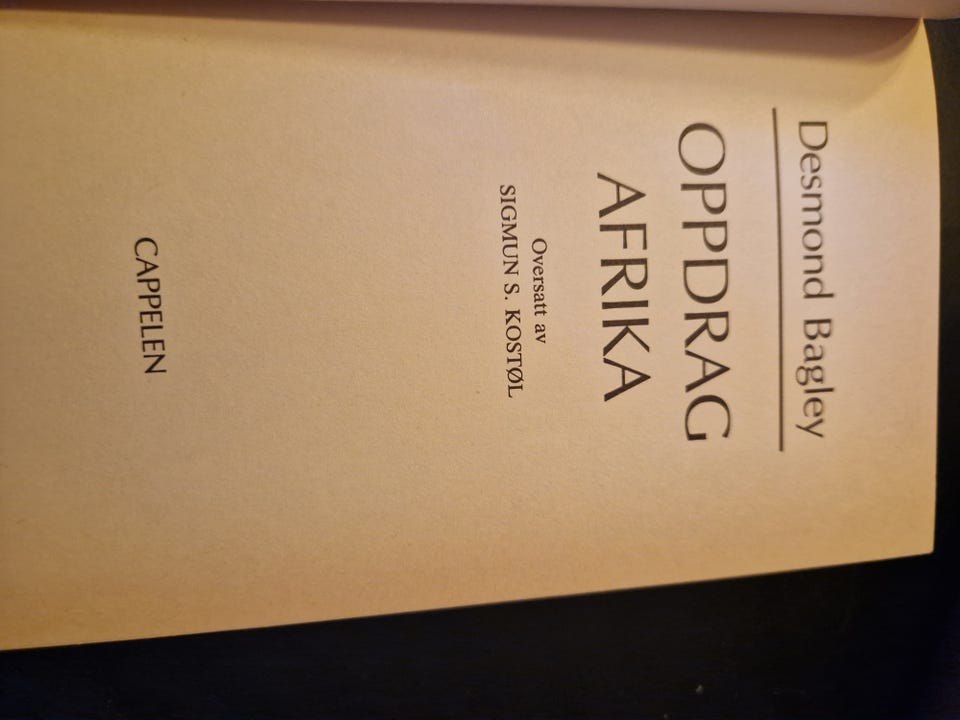 Desmond Bagley
OPPDRAG
AFRIKA
Oversatt av
SIGMUN S. KOSTØL
CAPPELEN